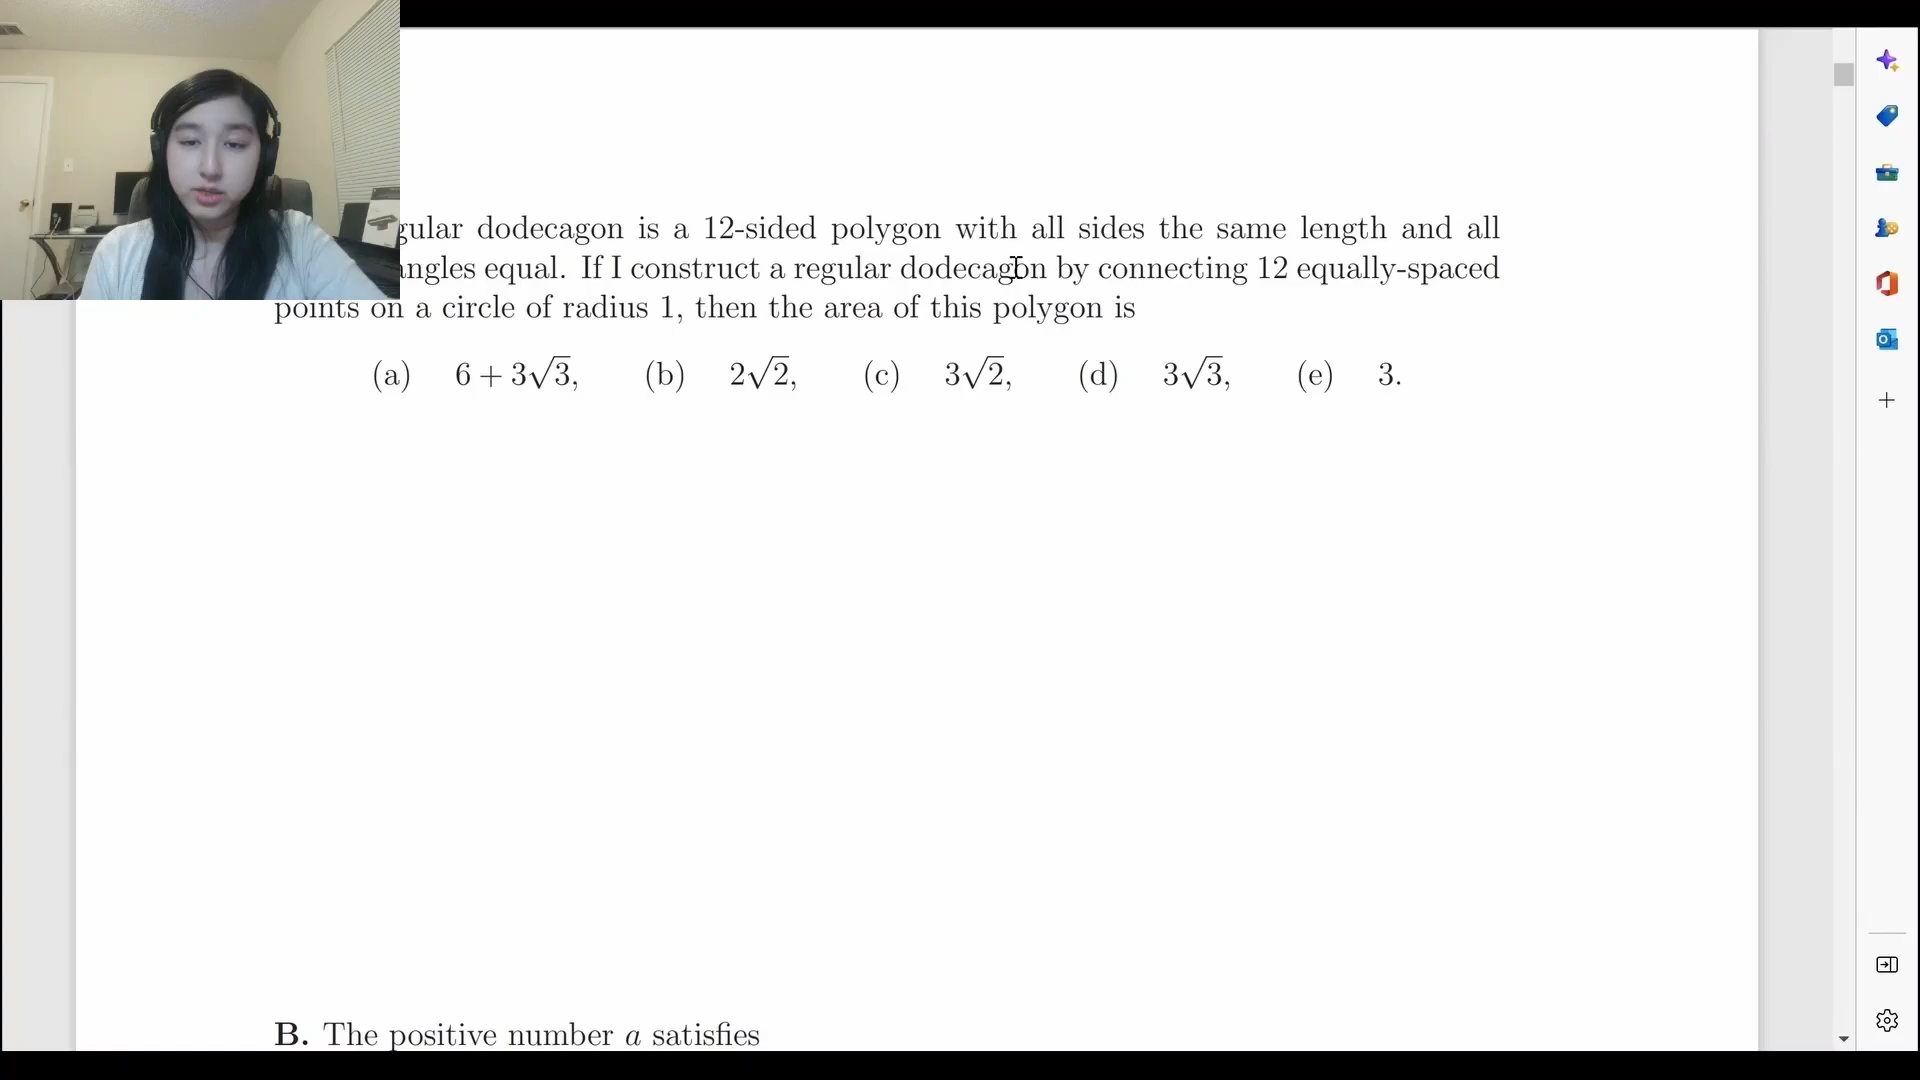 gular dodecagon is a 12-sided polygon with all sides the same length and all
angles equal. If I construct a regular dodecagon by connecting 12 equally-spaced
points on a circle of radius 1, then the area of this polygon is
(a) 6 + 3√3, (b) 2√2, (c) 3√2, (d) 3√3, (e) 3.
B. The positive number a satisfies